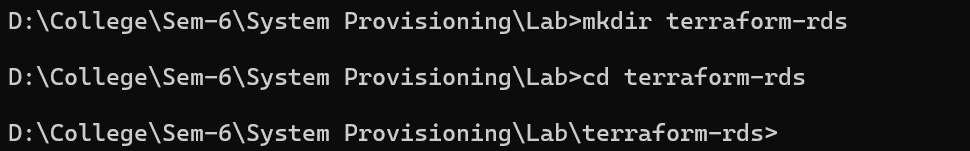 D:\College\Sem-6\System Provisioning\Lab>mkdir terraform-rds
D:\College\Sem-6\System Provisioning\Lab>cd terraform-rds
D:\College\Sem-6\System Provisioning\Lab\terraform-rds>